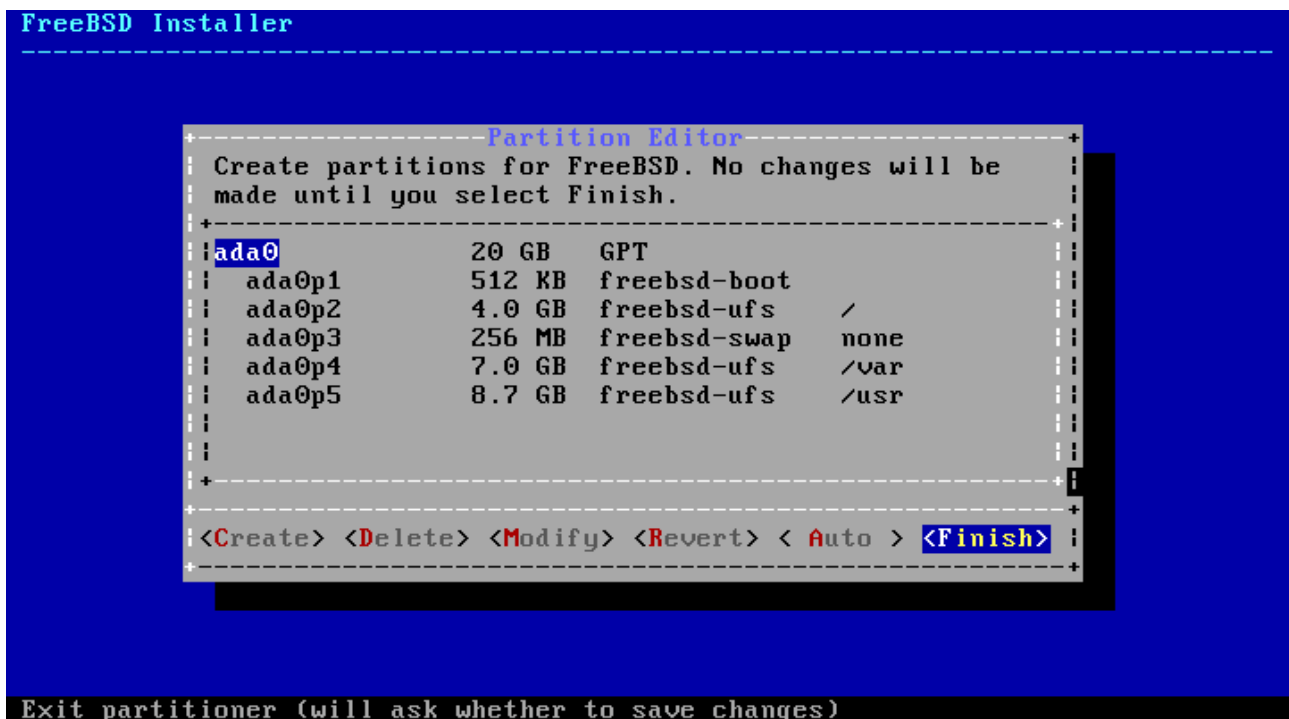 FreeBSD Installer
Partition Editor
Create partitions for FreeBSD. No changes will be
made until you select Finish.
ada0 20 GB GPT
ada0p1 512 KB freebsd-boot
ada0p2 4.0 GB freebsd-ufs /
ada0p3 256 MB freebsd-swap none
ada0p4 7.0 GB freebsd-ufs /var
ada0p5 8.7 GB freebsd-ufs /usr
<Create> <Delete> <Modify> <Revert> < Auto > <Finish>
Exit partitioner (will ask whether to save changes)